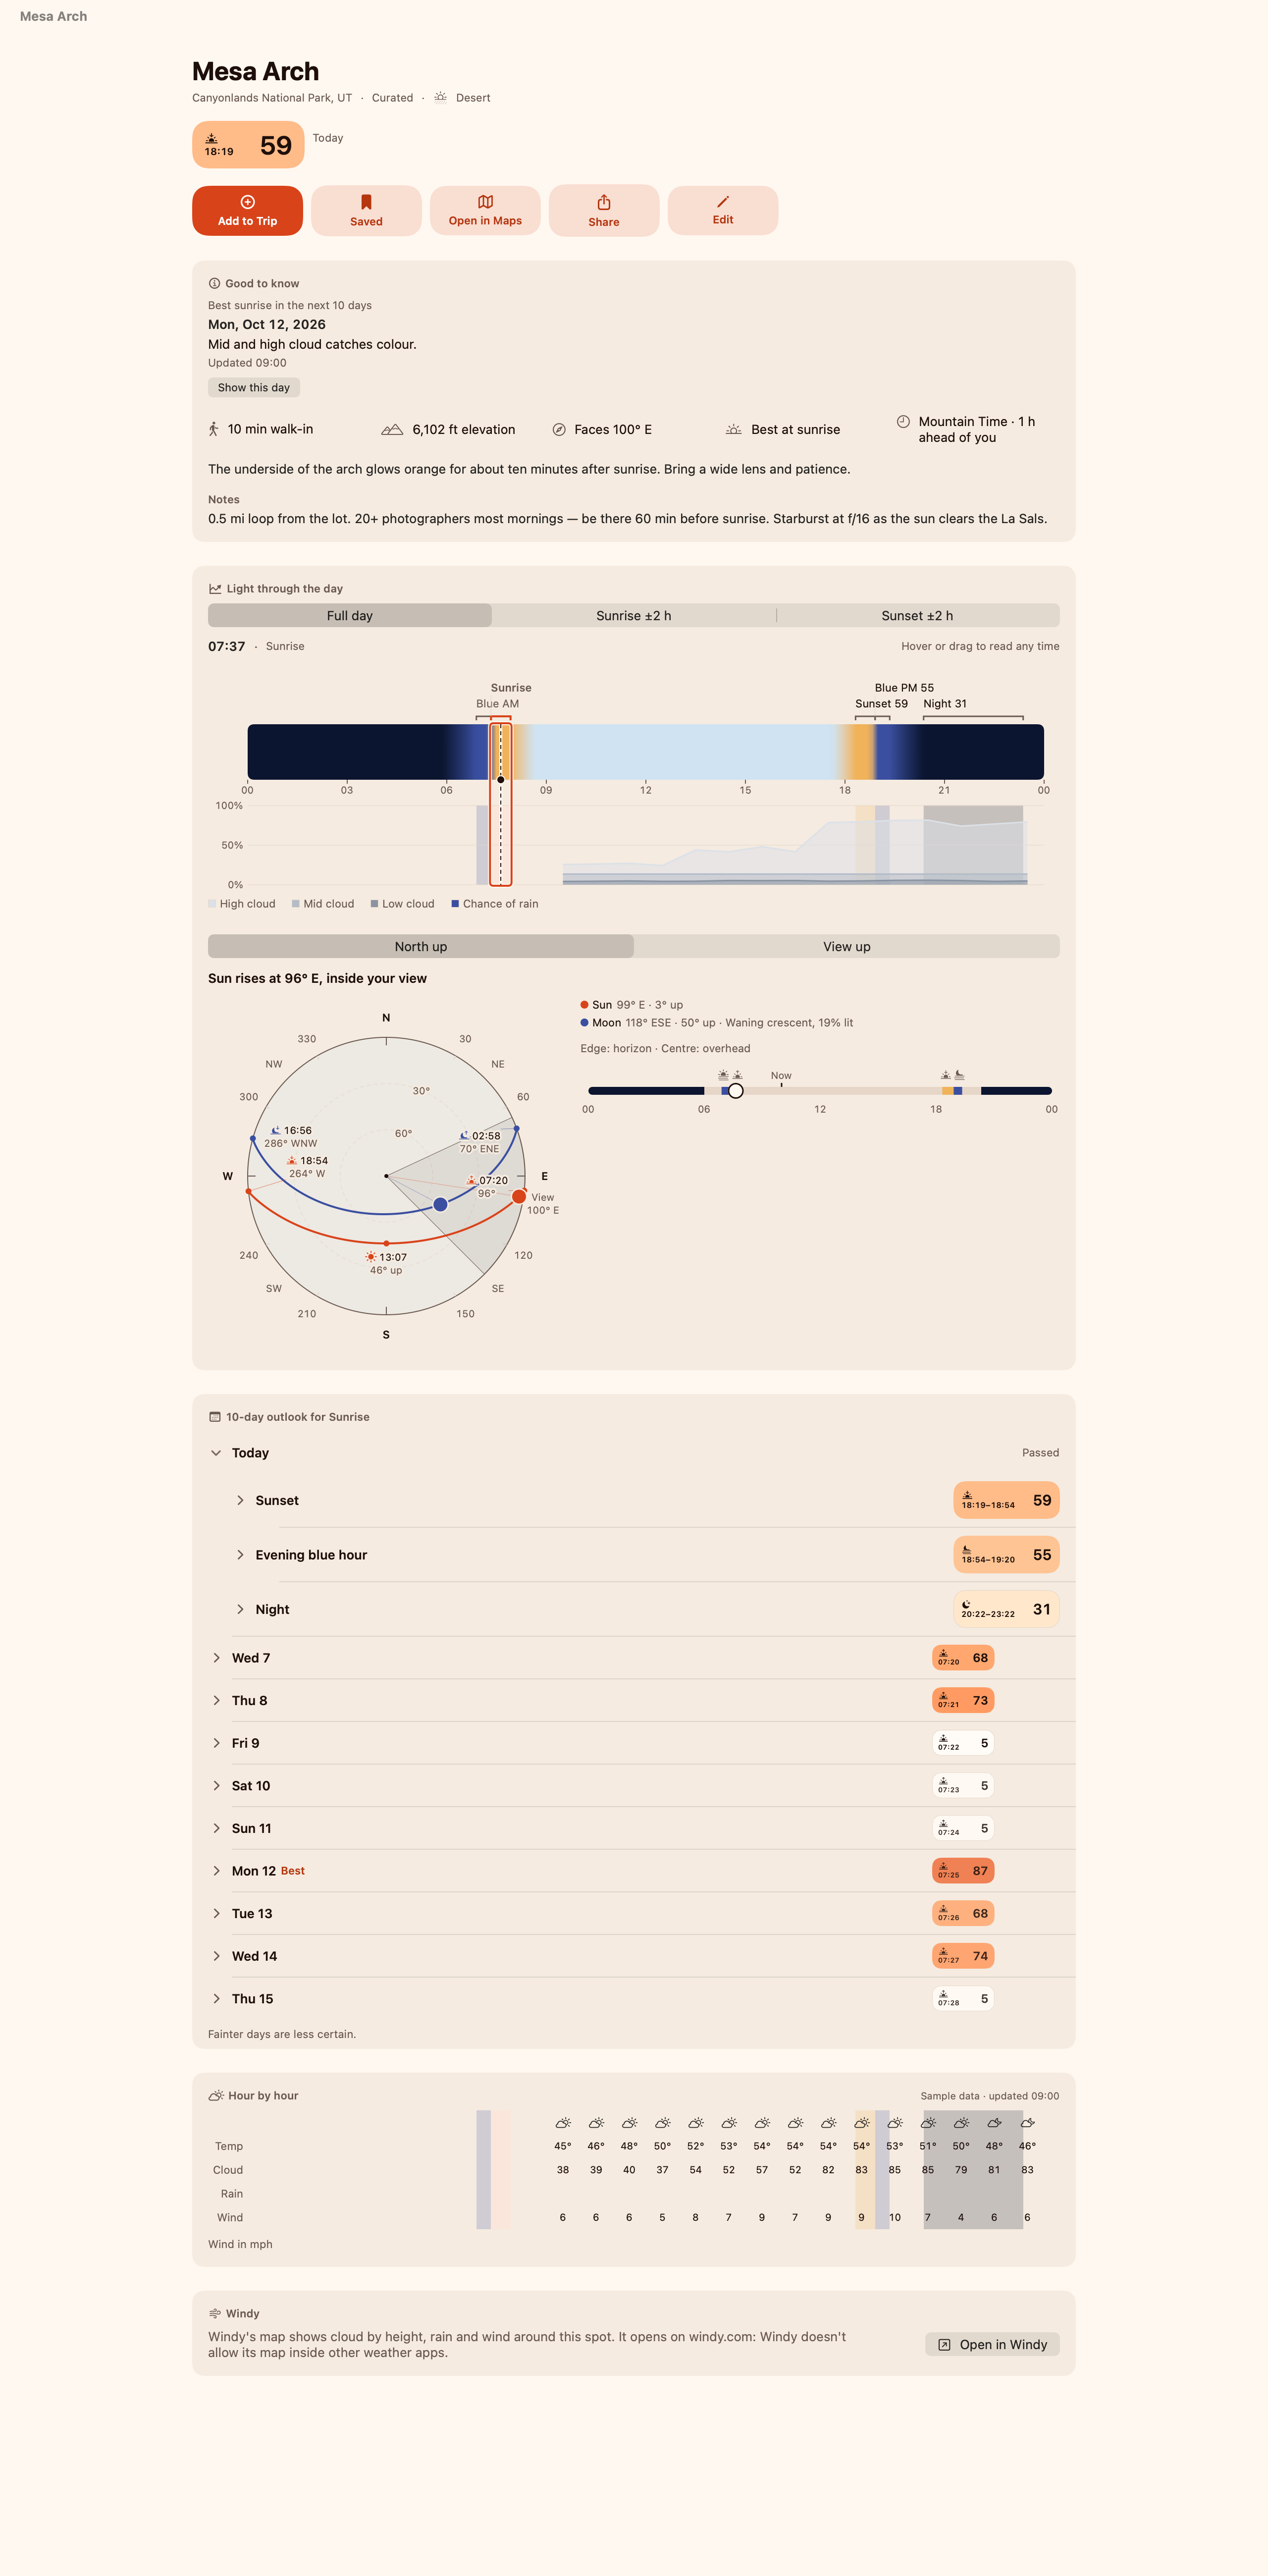 Mesa Arch
Mesa Arch
Canyonlands National Park, UT · Curated · Desert
18:19 59 Today
Add to Trip
Saved
Open in Maps
Share
Edit
Good to know
Best sunrise in the next 10 days
Mon, Oct 12, 2026
Mid and high cloud catches colour.
Updated 09:00
Show this day
10 min walk-in
6,102 ft elevation
Faces 100° E
Best at sunrise
Mountain Time · 1 h
ahead of you
The underside of the arch glows orange for about ten minutes after sunrise. Bring a wide lens and patience.
Notes
0.5 mi loop from the lot. 20+ photographers most mornings — be there 60 min before sunrise. Starburst at f/16 as the sun clears the La Sals.
Light through the day
Full day
Sunrise ±2 h
Sunset ±2 h
07:37 · Sunrise
Hover or drag to read any time
Sunrise
Blue PM 55
Blue AM
Sunset 59
Night 31
00 03 06 09 12 15 18 21 00
100%
50%
0%
High cloud
Mid cloud
Low cloud
Chance of rain
North up
View up
Sun rises at 96° E, inside your view
Sun 99° E · 3° up
Moon 118° ESE · 50° up · Waning crescent, 19% lit
Edge: horizon · Centre: overhead
Now
00 06 12 18 00
N
330
30
NW
NE
300
60
30°
60°
16:56
286° WNW
02:58
70° ENE
18:54
264° W
W
E
07:20
96°
View
100° E
13:07
46° up
240
120
SW
SE
210
150
S
10-day outlook for Sunrise
Today
Passed
Sunset
18:19–18:54 59
Evening blue hour
18:54–19:20 55
Night
20:22–23:22 31
Wed 7
07:20 68
Thu 8
07:21 73
Fri 9
07:22 5
Sat 10
07:23 5
Sun 11
07:24 5
Mon 12 Best
07:25 87
Tue 13
07:26 68
Wed 14
07:27 74
Thu 15
07:28 5
Fainter days are less certain.
Hour by hour
Sample data · updated 09:00
Temp 45° 46° 48° 50° 52° 53° 54° 54° 54° 54° 53° 51° 50° 48° 46°
Cloud 38 39 40 37 54 52 57 52 82 83 85 85 79 81 83
Rain
Wind 6 6 6 5 8 7 9 7 9 9 10 7 4 6 6
Wind in mph
Windy
Windy's map shows cloud by height, rain and wind around this spot. It opens on windy.com: Windy doesn't
allow its map inside other weather apps.
Open in Windy